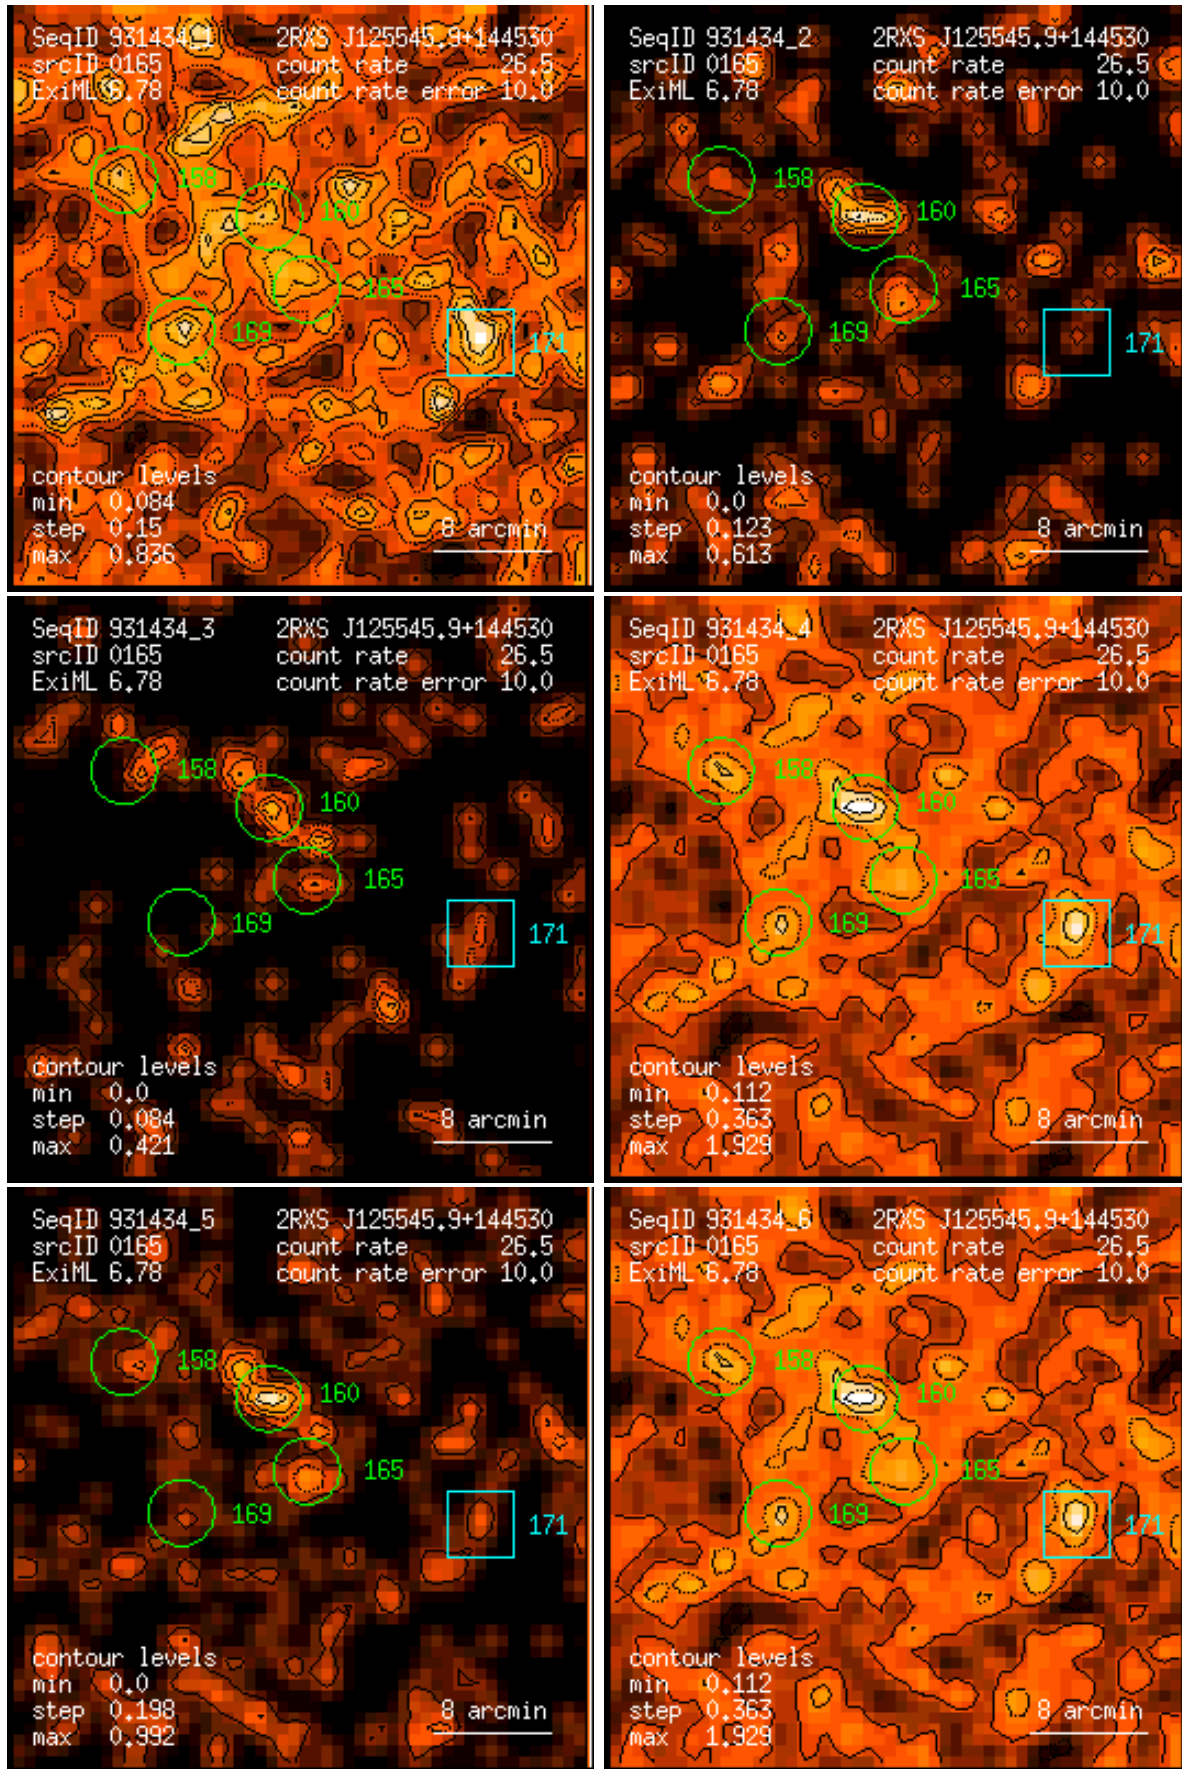 SeqID 931434_1 2RXS J125545.9+144530
srcID 0165 count rate 26.5
ExiML 6.78 count rate error 10.0
158
160
165
169
171
contour levels
min 0.084
step 0.15
max 0.836
8 arcmin
SeqID 931434_2 2RXS J125545.9+144530
srcID 0165 count rate 26.5
ExiML 6.78 count rate error 10.0
158
160
165
169
171
contour levels
min 0.0
step 0.123
max 0.613
8 arcmin
SeqID 931434_3 2RXS J125545.9+144530
srcID 0165 count rate 26.5
ExiML 6.78 count rate error 10.0
158
160
165
169
171
contour levels
min 0.0
step 0.084
max 0.421
8 arcmin
SeqID 931434_4 2RXS J125545.9+144530
srcID 0165 count rate 26.5
ExiML 6.78 count rate error 10.0
158
160
165
169
171
contour levels
min 0.112
step 0.363
max 1.929
8 arcmin
SeqID 931434_5 2RXS J125545.9+144530
srcID 0165 count rate 26.5
ExiML 6.78 count rate error 10.0
158
160
165
169
171
contour levels
min 0.0
step 0.198
max 0.992
8 arcmin
SeqID 931434_6 2RXS J125545.9+144530
srcID 0165 count rate 26.5
ExiML 6.78 count rate error 10.0
158
160
165
169
171
contour levels
min 0.112
step 0.363
max 1.929
8 arcmin